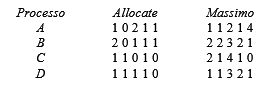 Processo Allocate Massimo
A 1 0 2 1 1 1 1 2 1 4
B 2 0 1 1 1 2 2 3 2 1
C 1 1 0 1 0 2 1 4 1 0
D 1 1 1 1 0 1 1 3 2 1